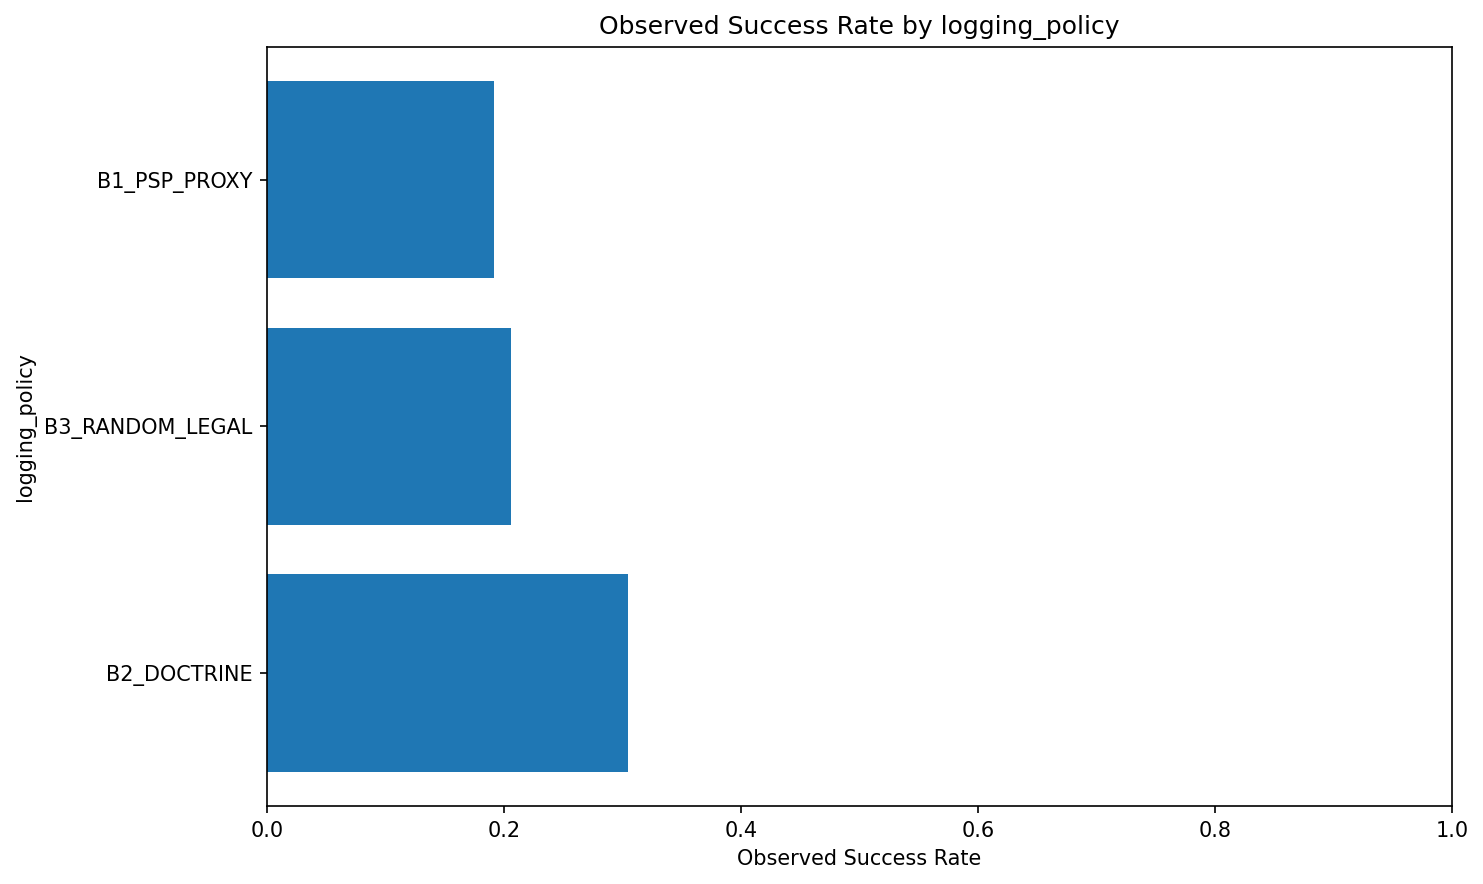 Observed Success Rate by logging_policy
logging_policy
B1_PSP_PROXY
B3_RANDOM_LEGAL
B2_DOCTRINE
0.0 0.2 0.4 0.6 0.8 1.0
Observed Success Rate